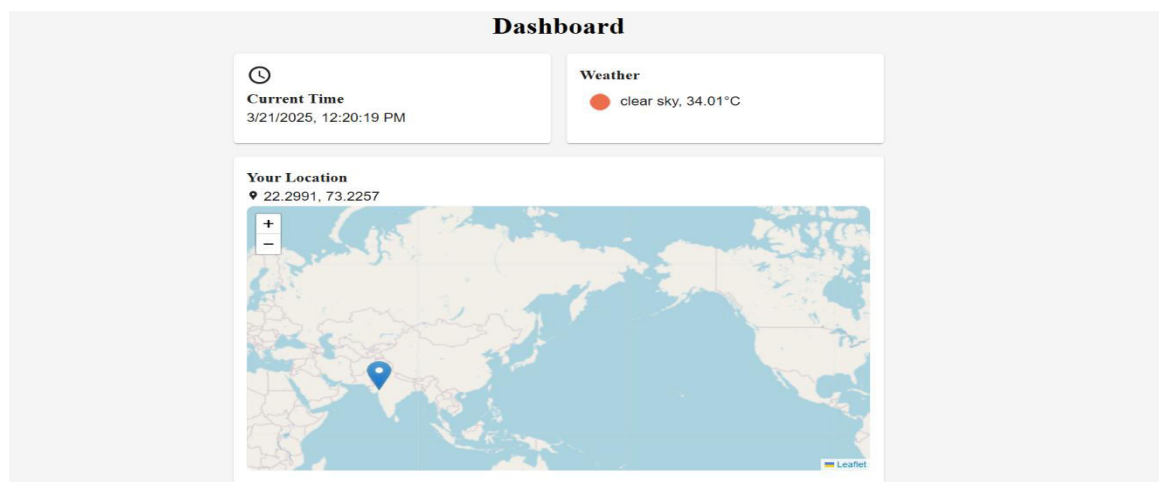 Dashboard
Current Time
3/21/2025, 12:20:19 PM
Weather
clear sky, 34.01°C
Your Location
22.2991, 73.2257
+
−
Leaflet